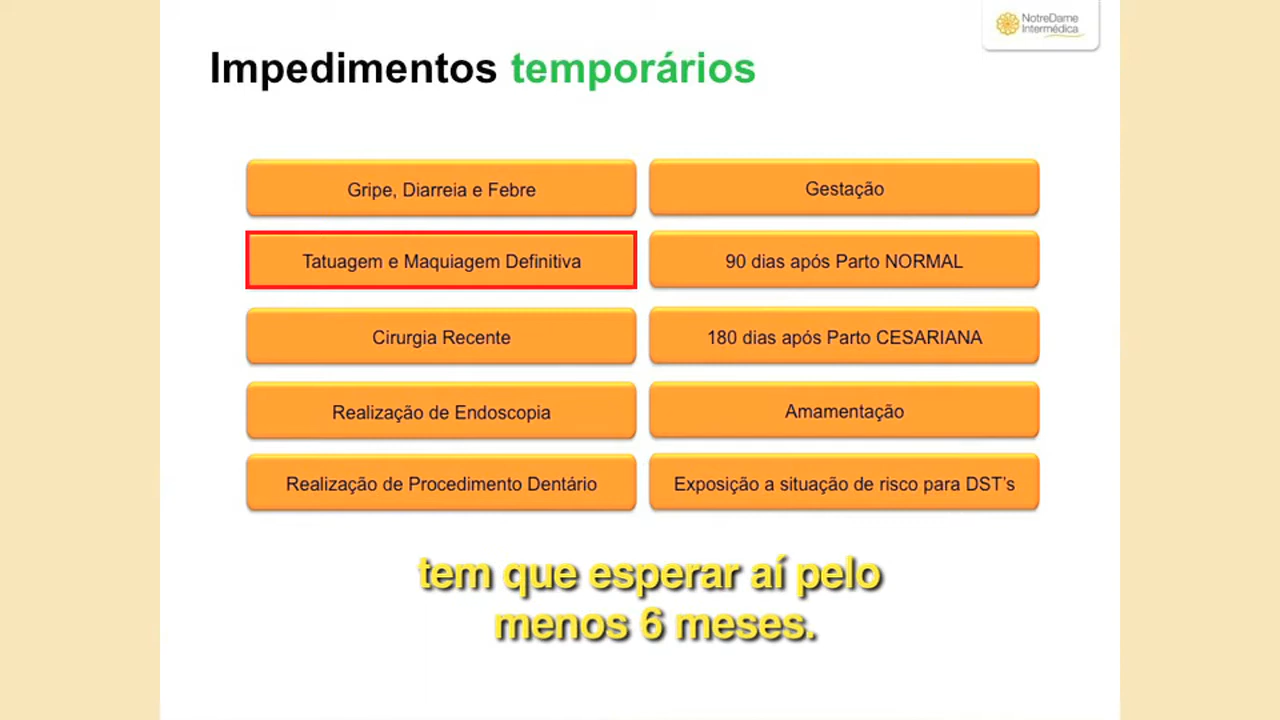 NotreDame
Intermédica
Impedimentos temporários
Gripe, Diarreia e Febre
Gestação
Tatuagem e Maquiagem Definitiva
90 dias após Parto NORMAL
Cirurgia Recente
180 dias após Parto CESARIANA
Realização de Endoscopia
Amamentação
Realização de Procedimento Dentário
Exposição a situação de risco para DST's
tem que esperar aí pelo
menos 6 meses.